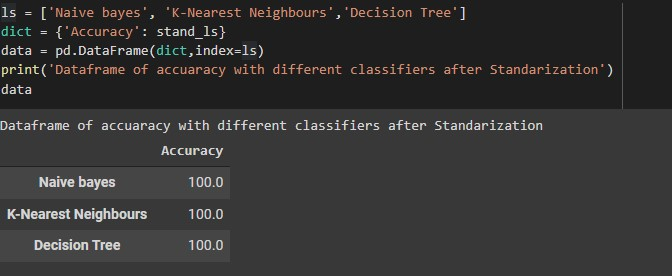 ls = ['Naive bayes', 'K-Nearest Neighbours','Decision Tree']
dict = {'Accuracy': stand_ls}
data = pd.DataFrame(dict,index=ls)
print('Dataframe of accuaracy with different classifiers after Standarization')
data
Dataframe of accuaracy with different classifiers after Standarization
Accuracy
Naive bayes 100.0
K-Nearest Neighbours 100.0
Decision Tree 100.0